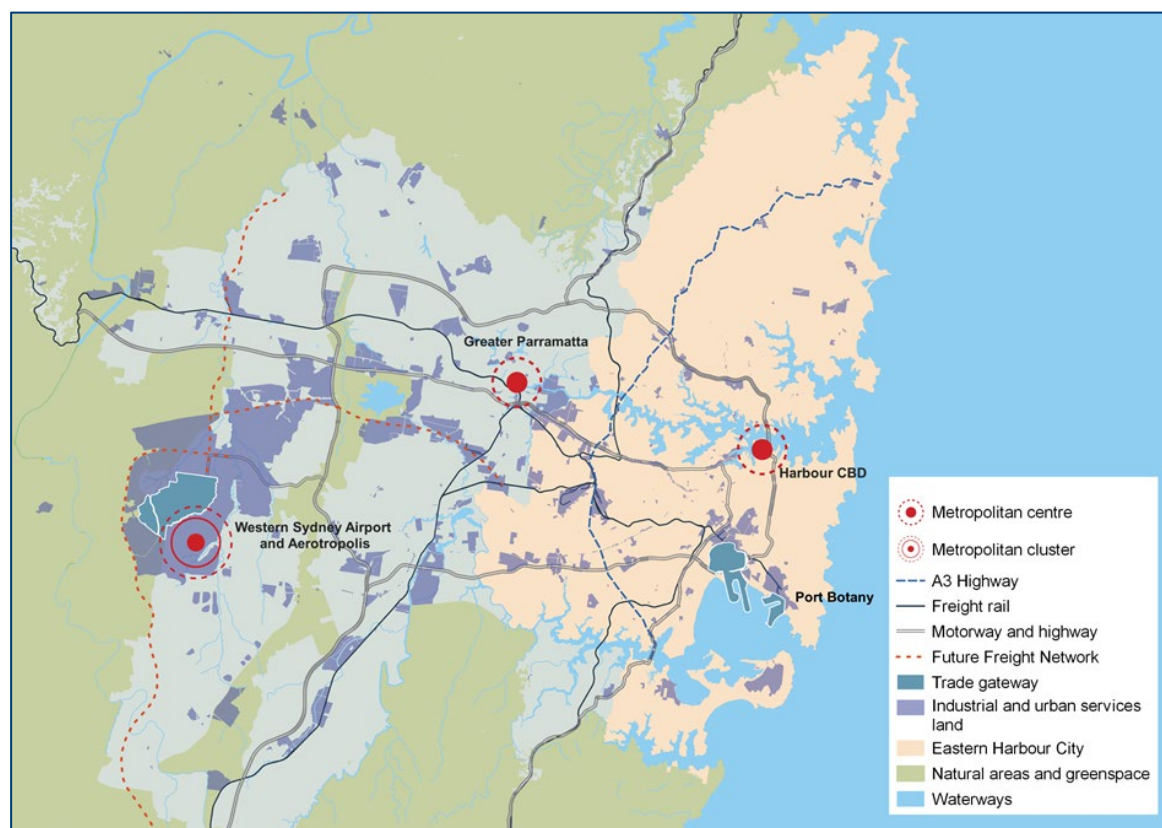 Greater Parramatta
Harbour CBD
Western Sydney Airport
and Aerotropolis
Port Botany
Metropolitan centre
Metropolitan cluster
A3 Highway
Freight rail
Motorway and highway
Future Freight Network
Trade gateway
Industrial and urban services
land
Eastern Harbour City
Natural areas and greenspace
Waterways